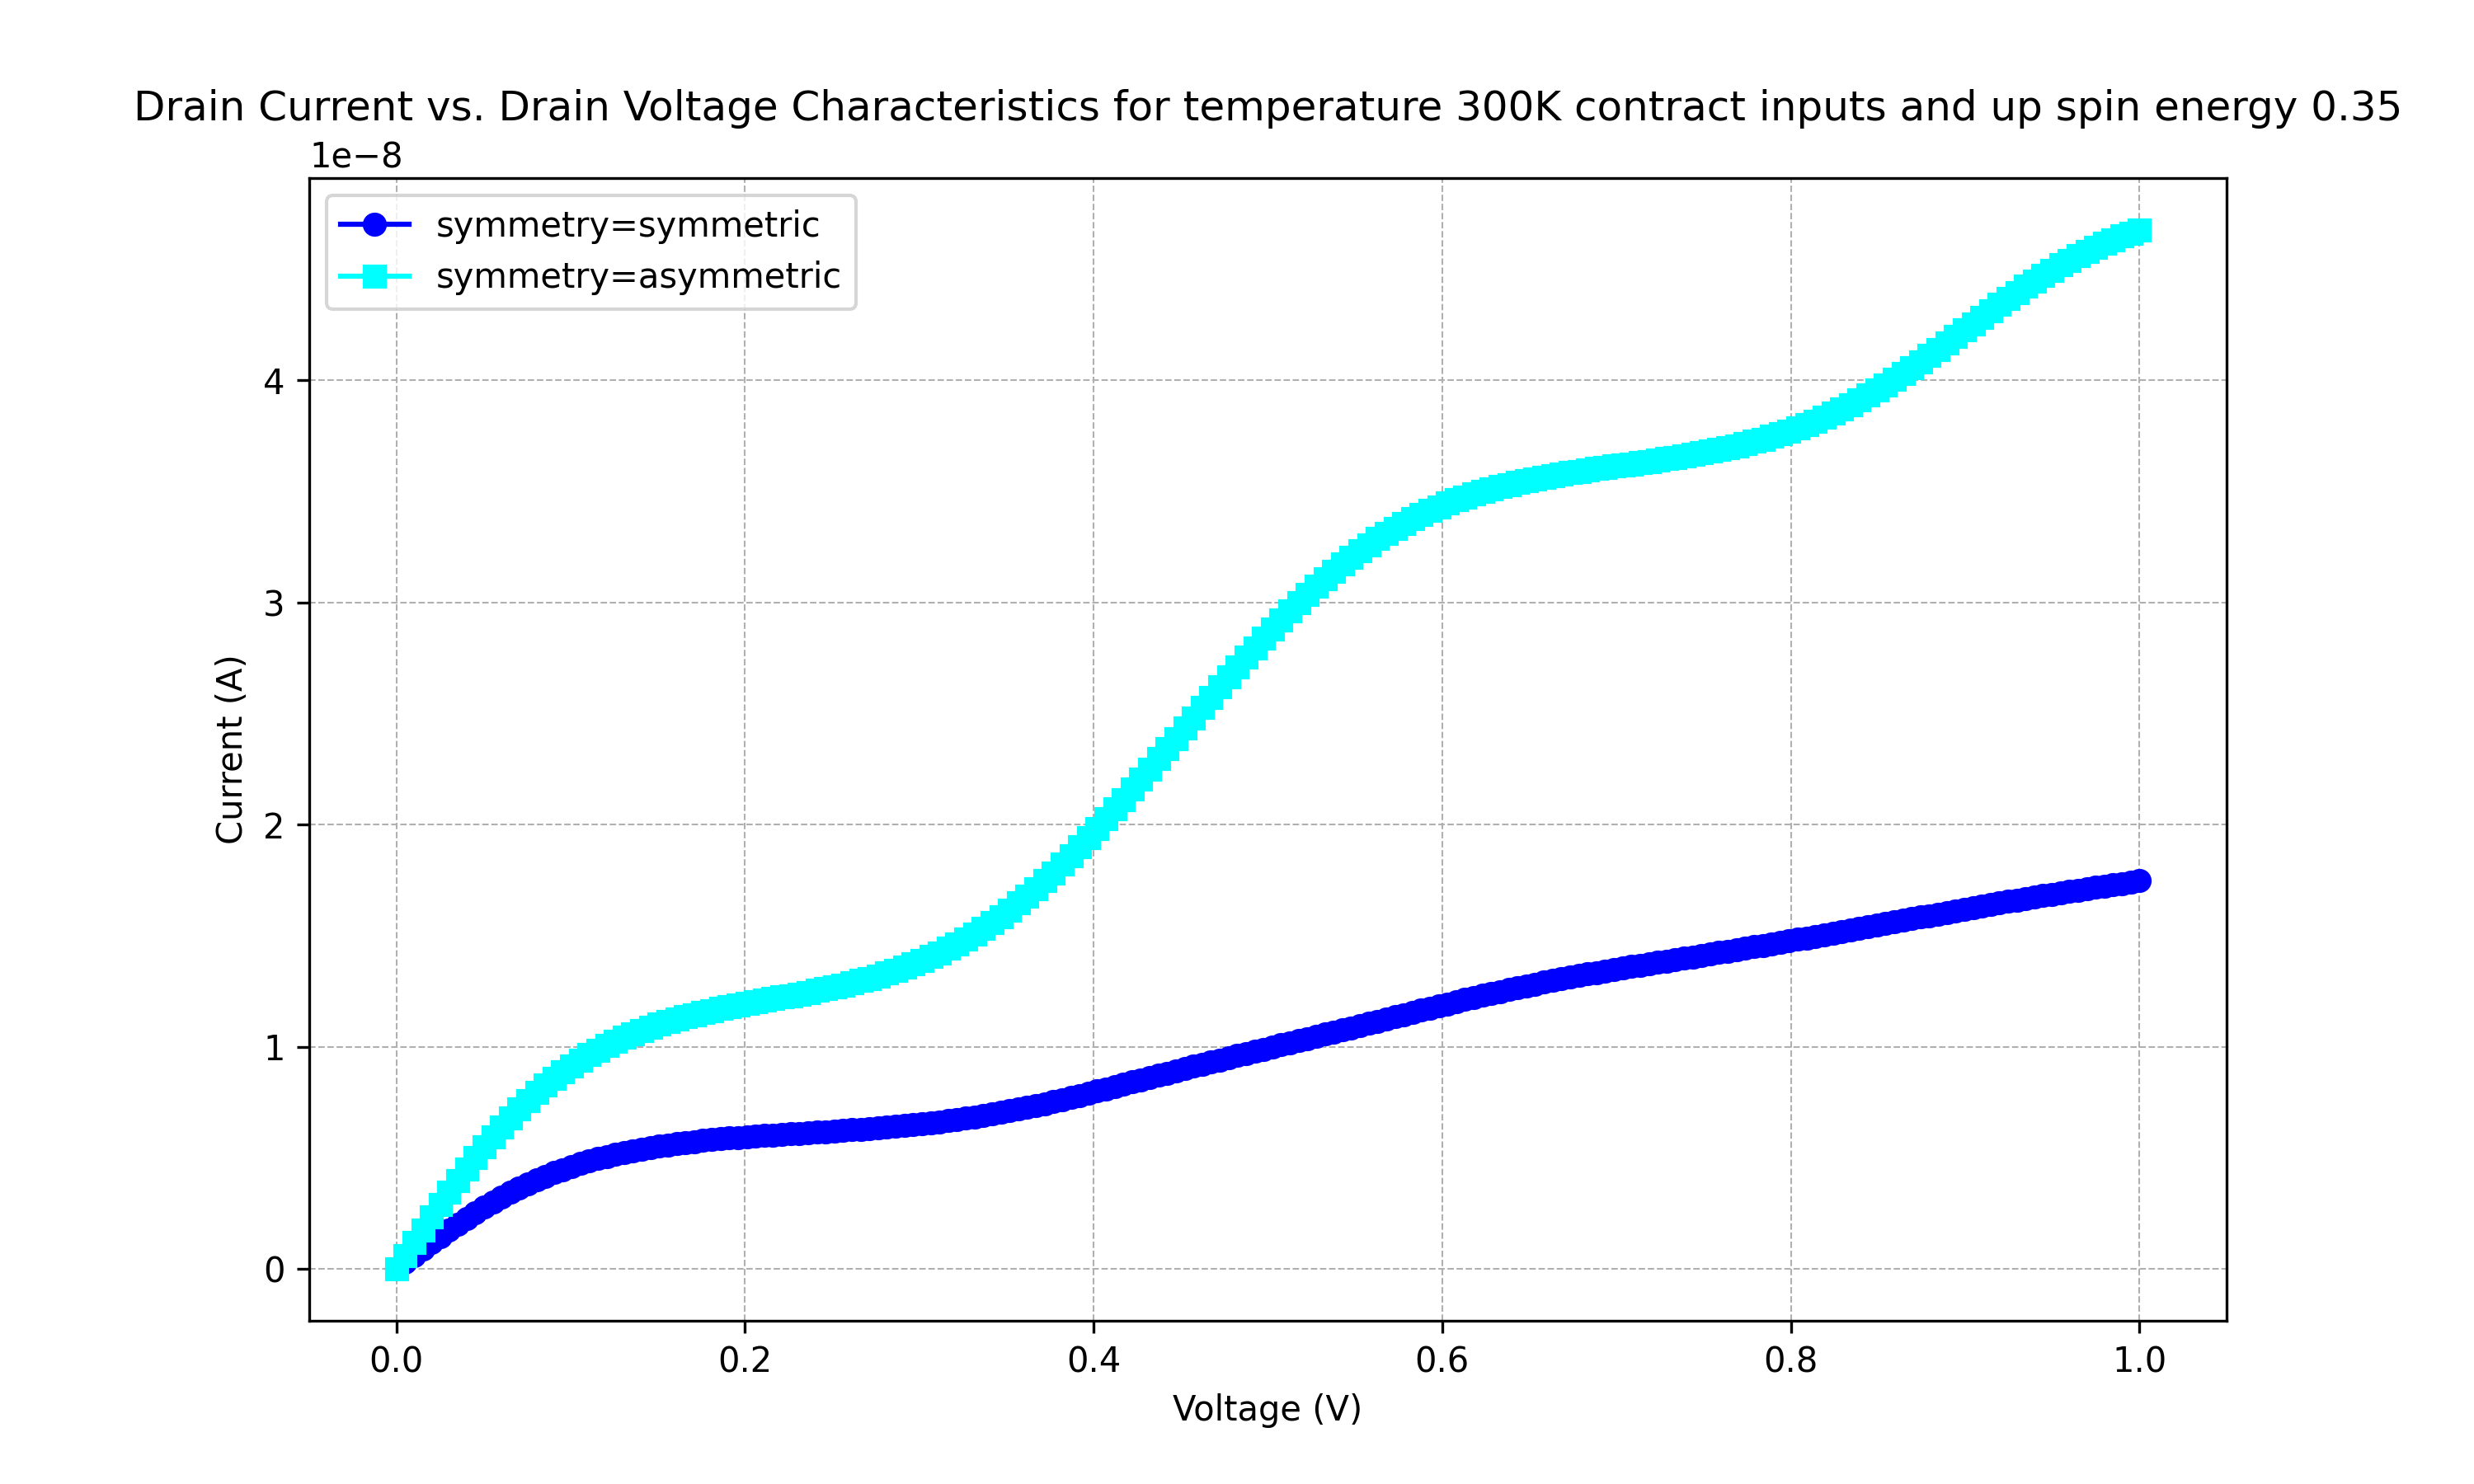 Drain Current vs. Drain Voltage Characteristics for temperature 300K contract inputs and up spin energy 0.35
1e−8
symmetry=symmetric
symmetry=asymmetric
4
3
2
1
0
Current (A)
0.0 0.2 0.4 0.6 0.8 1.0
Voltage (V)